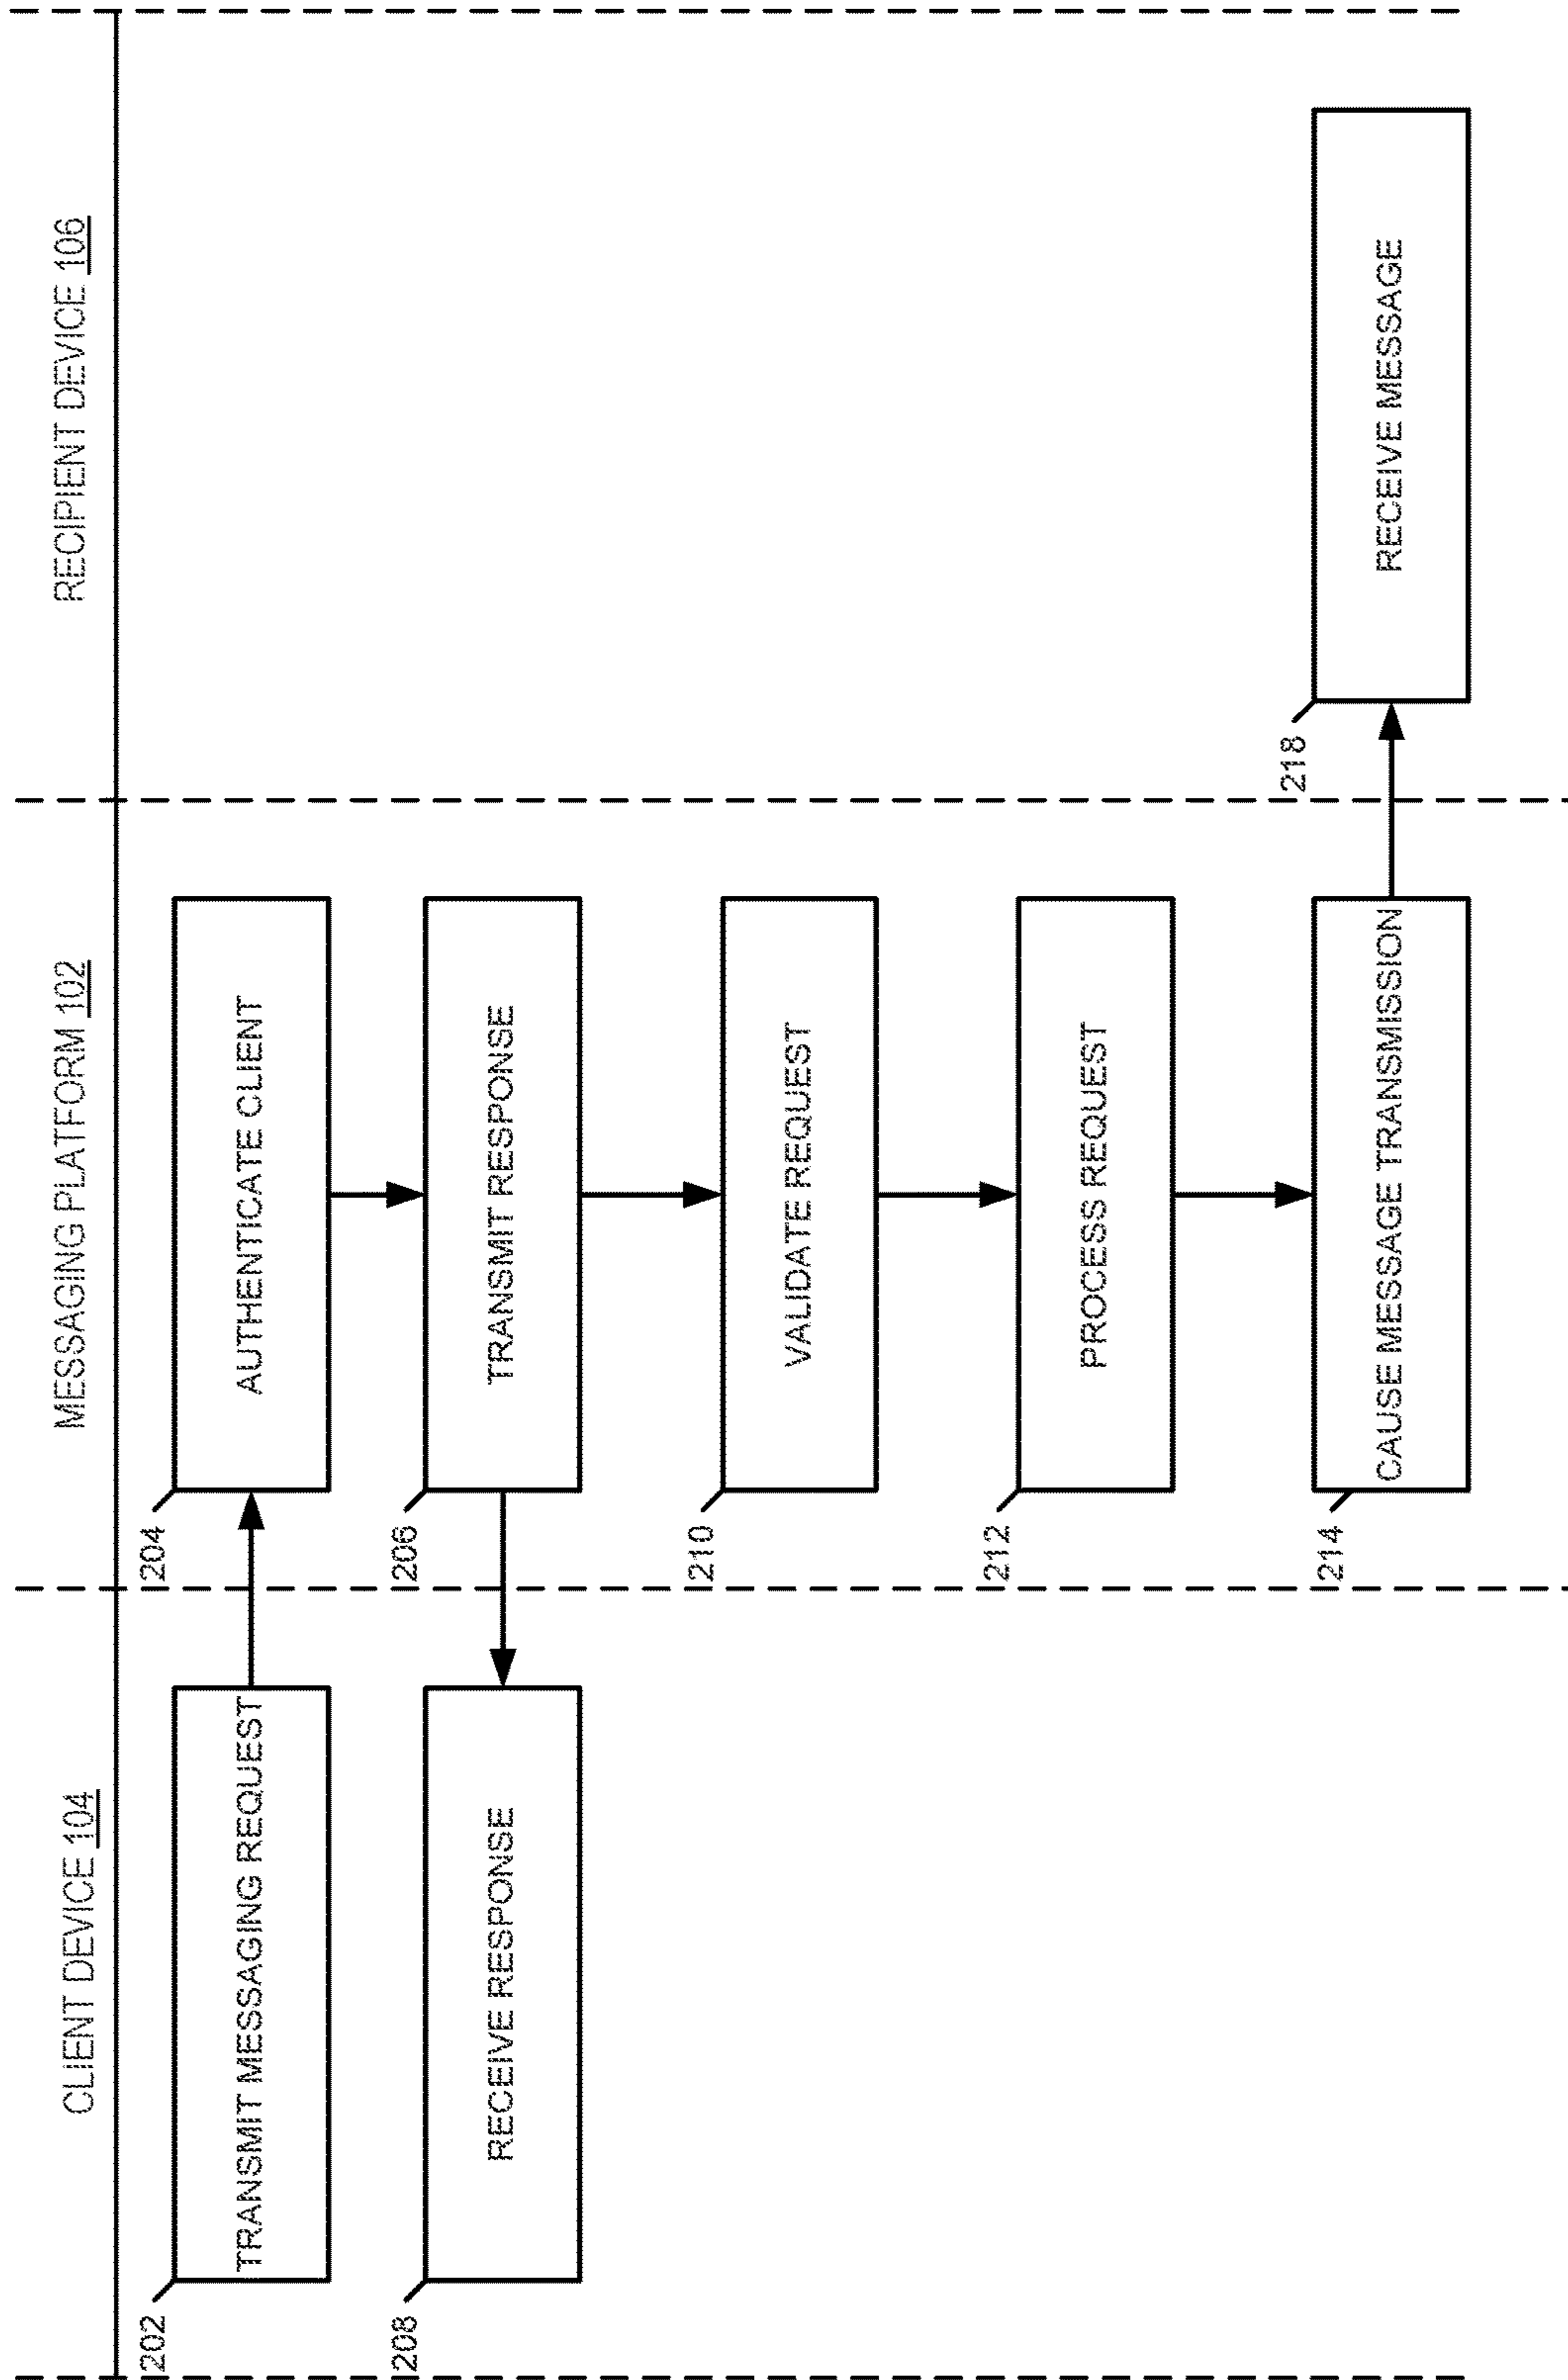 CLIENT DEVICE 104
MESSAGING PLATFORM 102
RECIPIENT DEVICE 106
202
TRANSMIT MESSAGING REQUEST
204
AUTHENTICATE CLIENT
208
RECEIVE RESPONSE
206
TRANSMIT RESPONSE
210
VALIDATE REQUEST
212
PROCESS REQUEST
214
CAUSE MESSAGE TRANSMISSION
218
RECEIVE MESSAGE